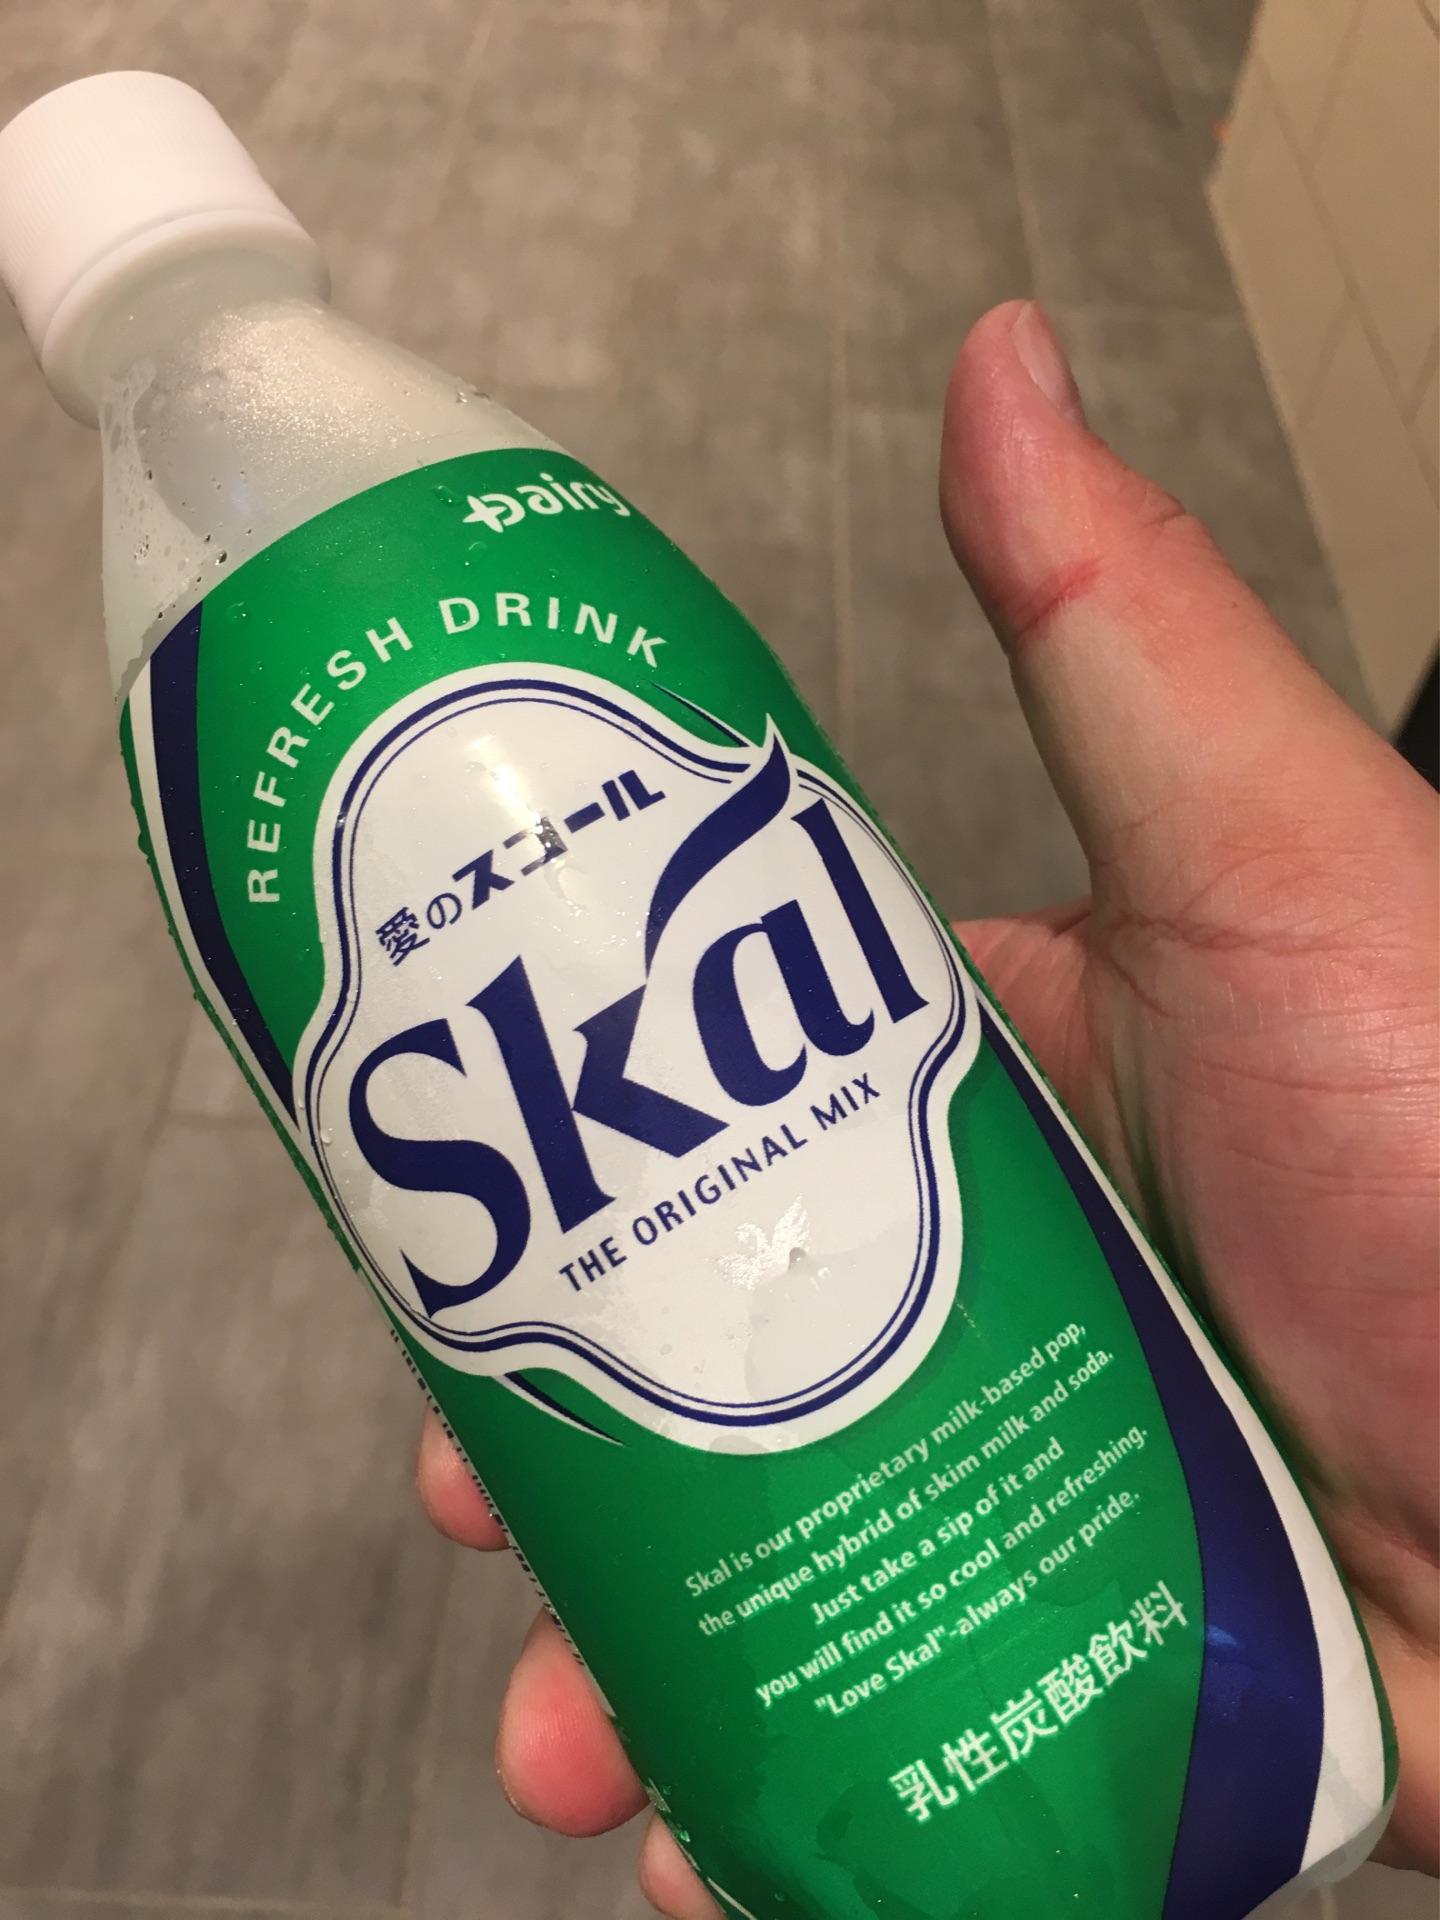 Dairy
REFRESH DRINK
愛のスコール
Skal
THE ORIGINAL MIX
Skal is our proprietary milk-based pop,
the unique hybrid of skim milk and soda.
Just take a sip of it and
you will find it so cool and refreshing.
"Love Skal"-always our pride.
乳性炭酸飲料